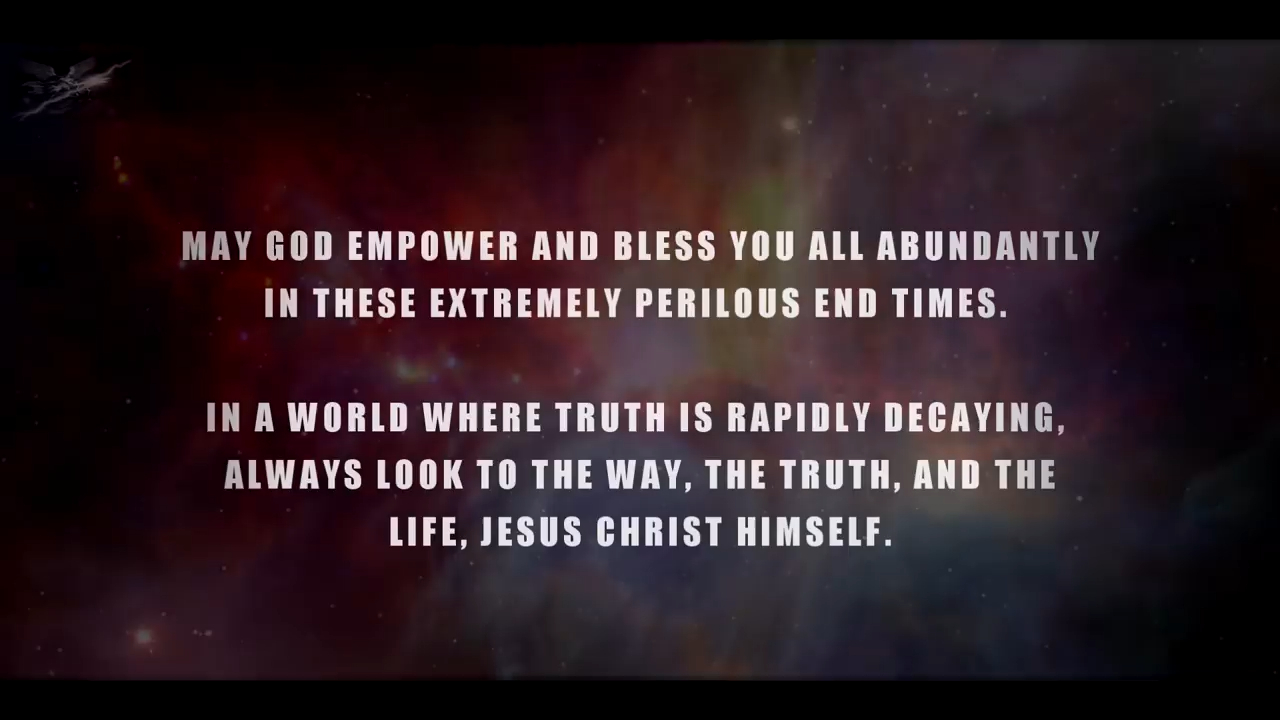 MAY GOD EMPOWER AND BLESS YOU ALL ABUNDANTLY
IN THESE EXTREMELY PERILOUS END TIMES.
IN A WORLD WHERE TRUTH IS RAPIDLY DECAYING,
ALWAYS LOOK TO THE WAY, THE TRUTH, AND THE
LIFE, JESUS CHRIST HIMSELF.